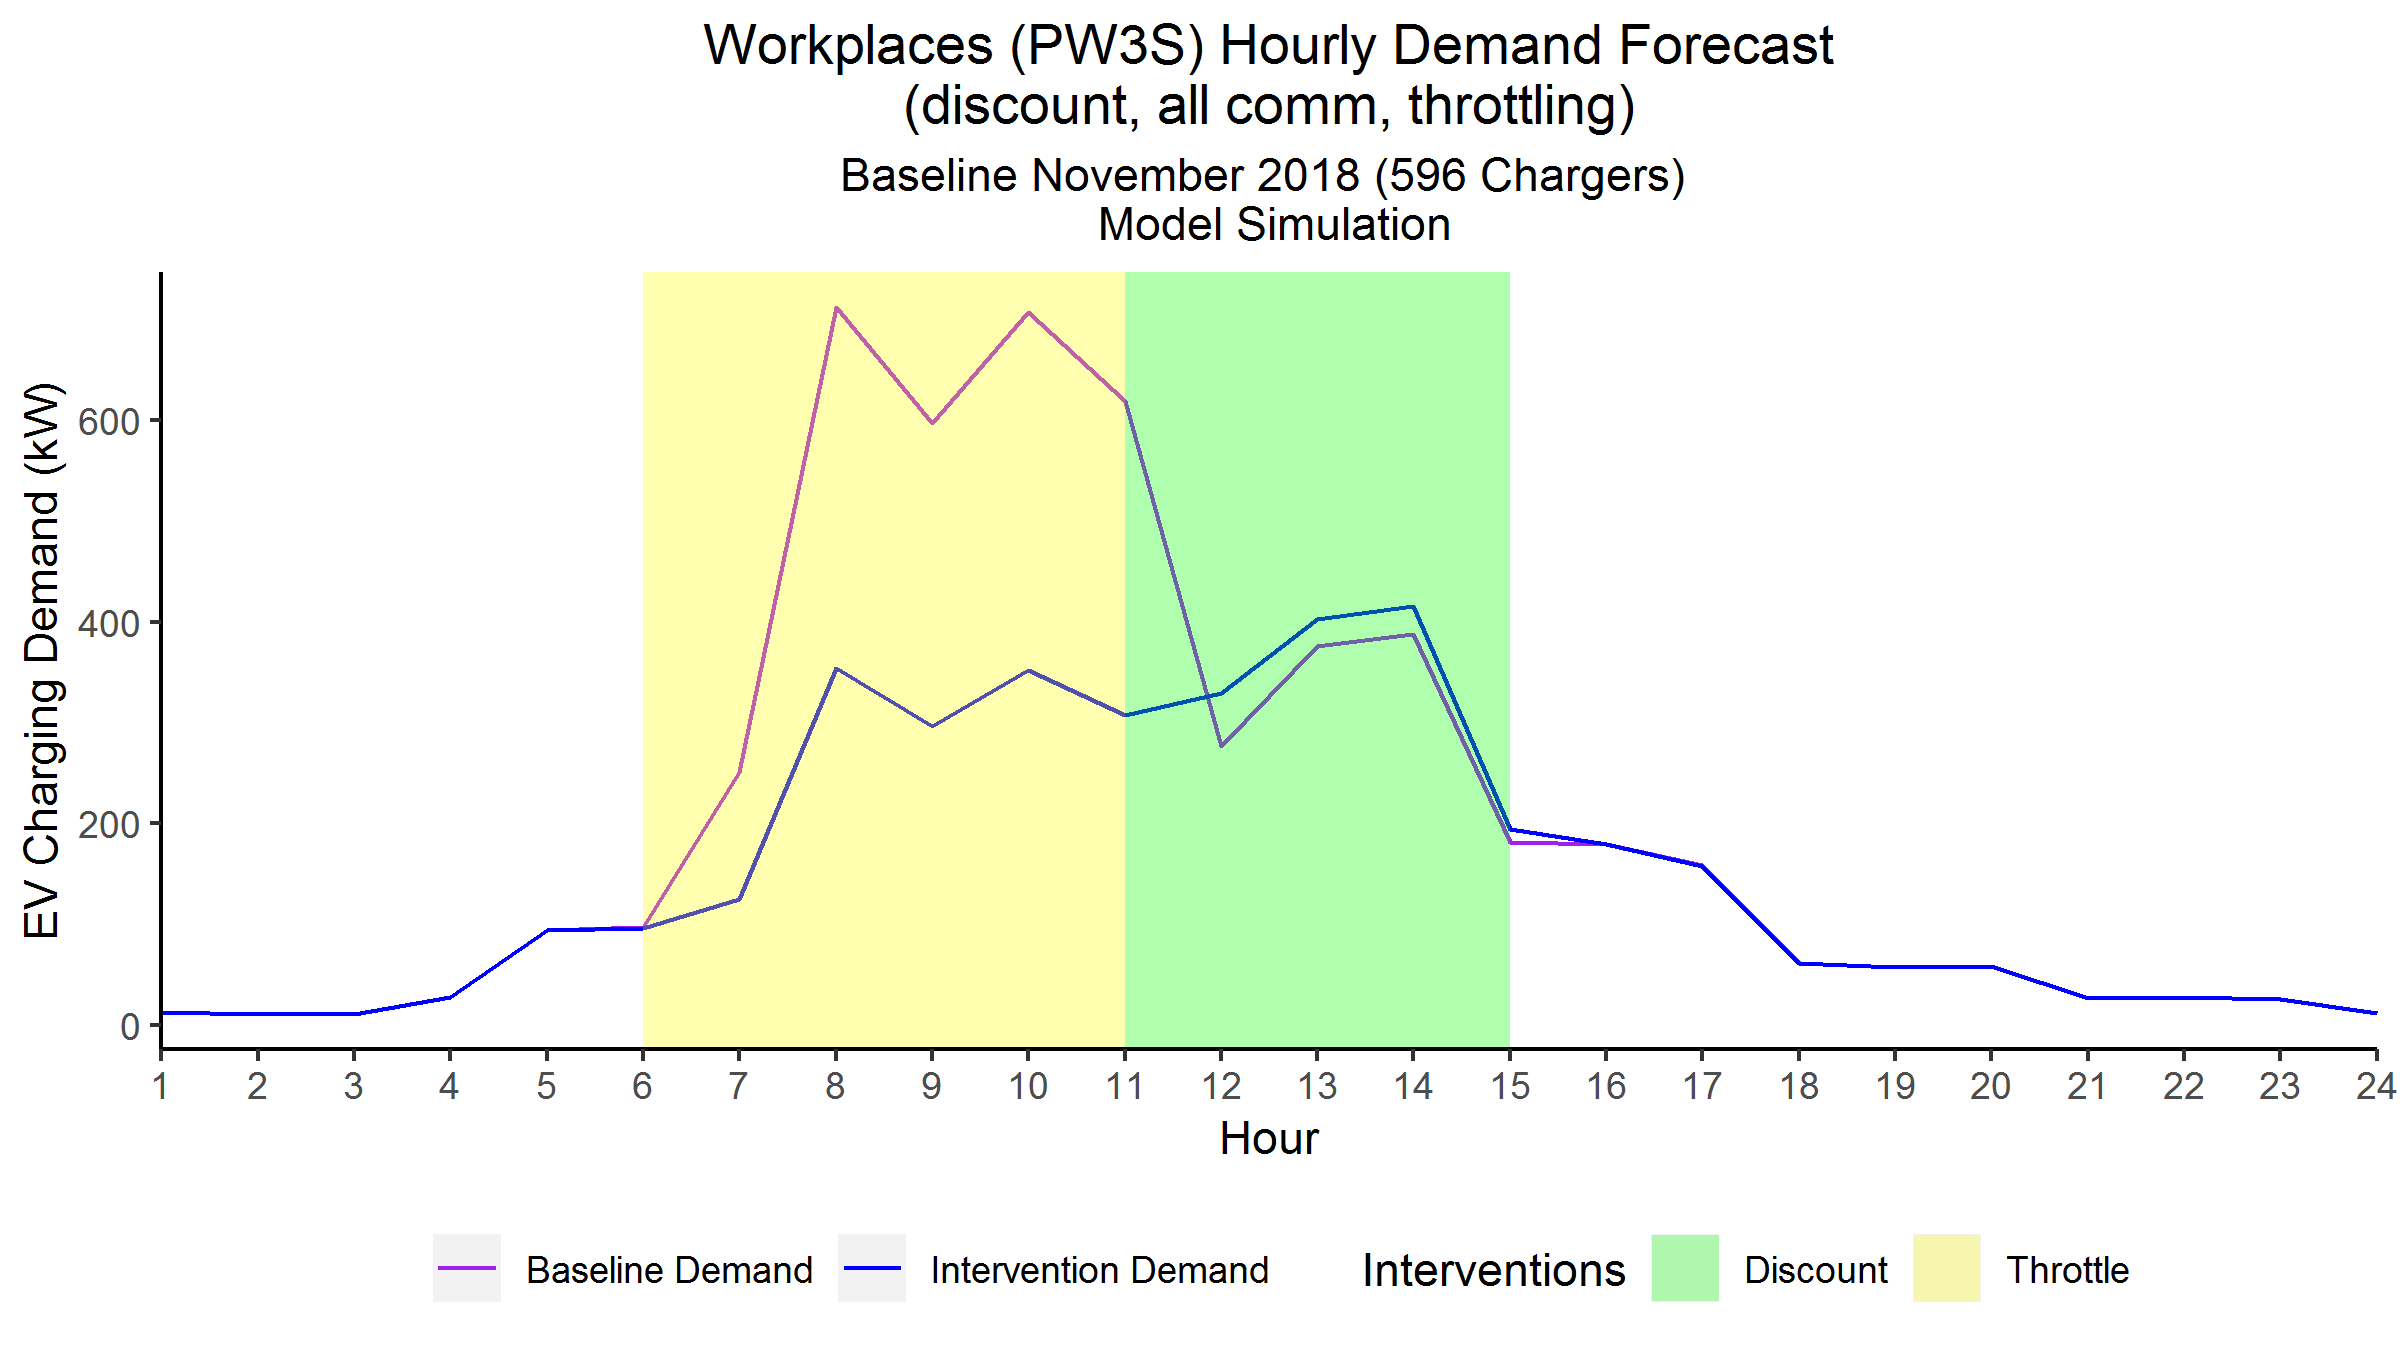 Workplaces (PW3S) Hourly Demand Forecast
(discount, all comm, throttling)
Baseline November 2018 (596 Chargers)
Model Simulation
EV Charging Demand (kW)
600
400
200
0
1 2 3 4 5 6 7 8 9 10 11 12 13 14 15 16 17 18 19 20 21 22 23 24
Hour
Baseline Demand Intervention Demand Interventions Discount Throttle